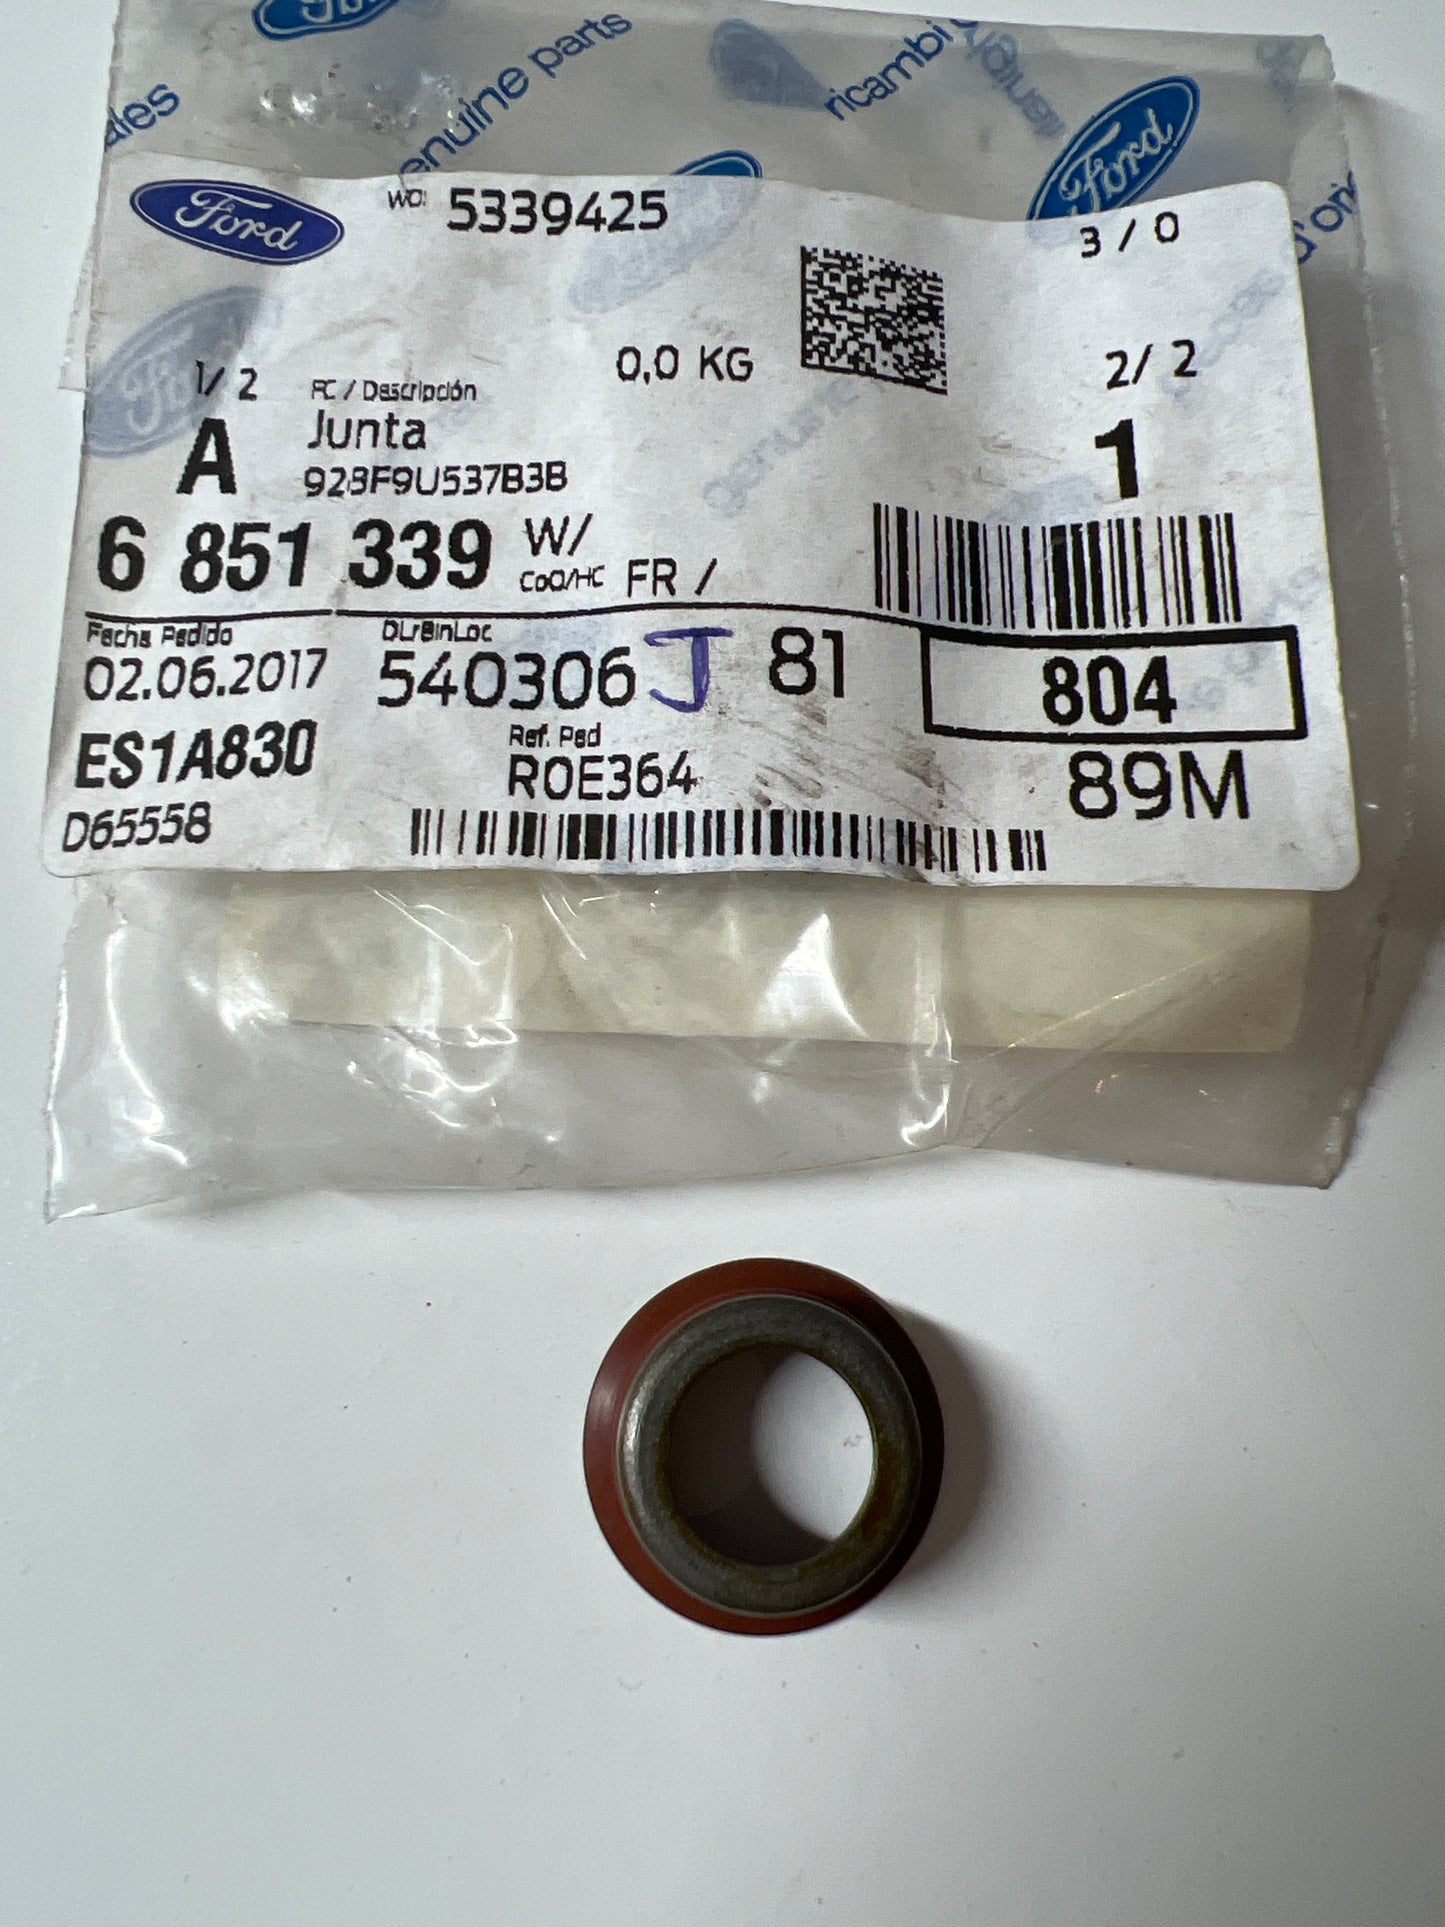 Ford
genuine parts
ricambi
Ford
Ford
WO: 5339425
3 / 0
1/ 2
0,0 KG
2/ 2
FC / Descripción
A
Junta
1
6 851 339
W/
CoO/HC
FR /
Fecha Pedido
DLrBinLoc
02.06.2017
540306
J
81
804
ES1A830
Ref. Ped
R0E364
89M
D65558